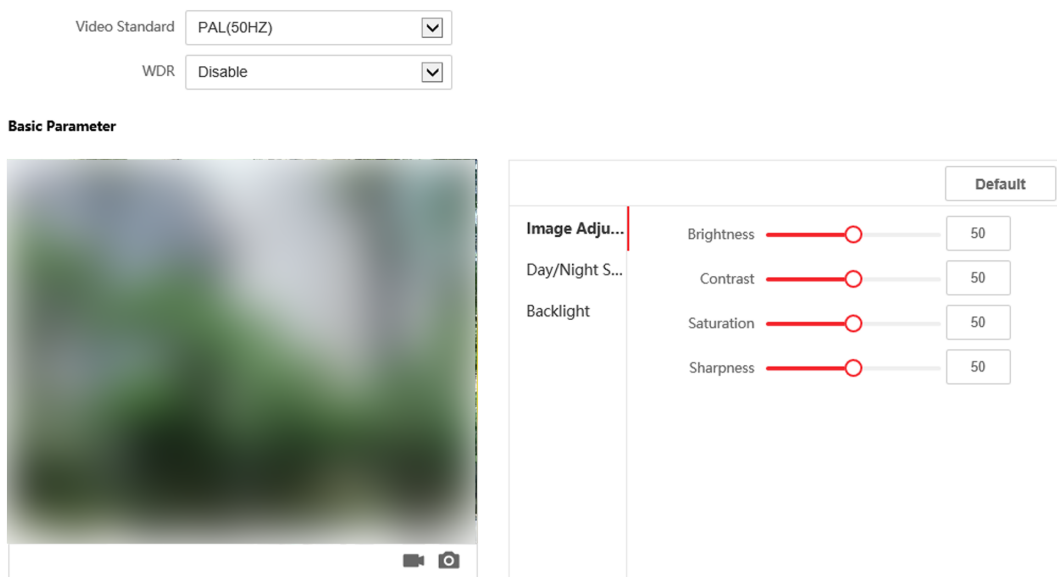 Video Standard PAL(50HZ)
WDR Disable
Basic Parameter
Default
Image Adju...
Day/Night S...
Backlight
Brightness 50
Contrast 50
Saturation 50
Sharpness 50